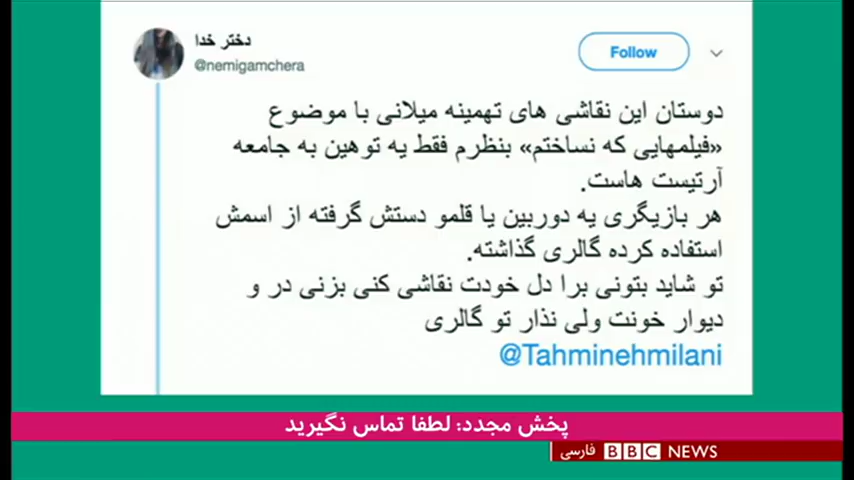 دختر خدا
@nemigamchera
Follow
دوستان این نقاشی های تهمینه میلانی با موضوع
«فیلمهایی که نساختم» بنظرم فقط یه توهین به جامعه
آرتیست هاست.
هر بازیگری یه دوربین یا قلمو دستش گرفته از اسمش
استفاده کرده گالری گذاشته.
تو شاید بتونی برا دل خودت نقاشی کنی بزنی در و
دیوار خونت ولی نذار تو گالری
@Tahminehmilani
پخش مجدد: لطفا تماس نگیرید
BBC NEWS فارسی